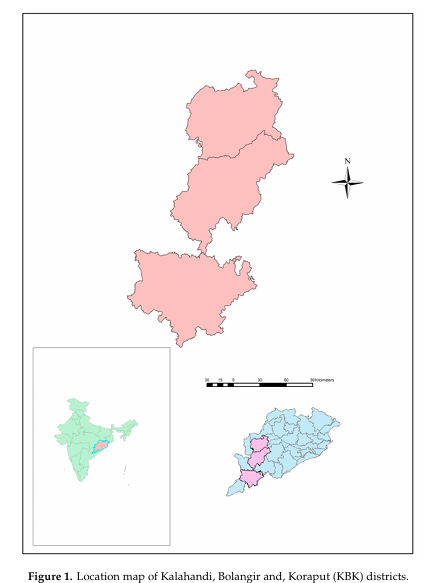 N
30 15 0 30 60 90 Kilometers
Figure 1. Location map of Kalahandi, Bolangir and, Koraput (KBK) districts.